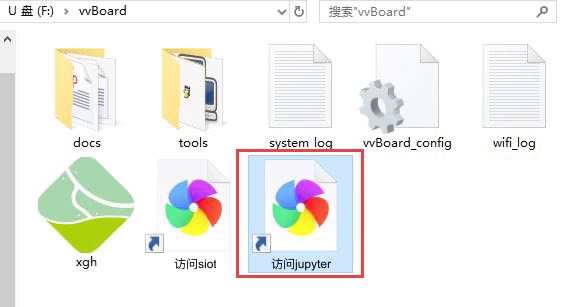 U 盘 (F:) › vvBoard
搜索"vvBoard"
docs
tools
system_log
vvBoard_config
wifi_log
xgh
访问siot
访问jupyter